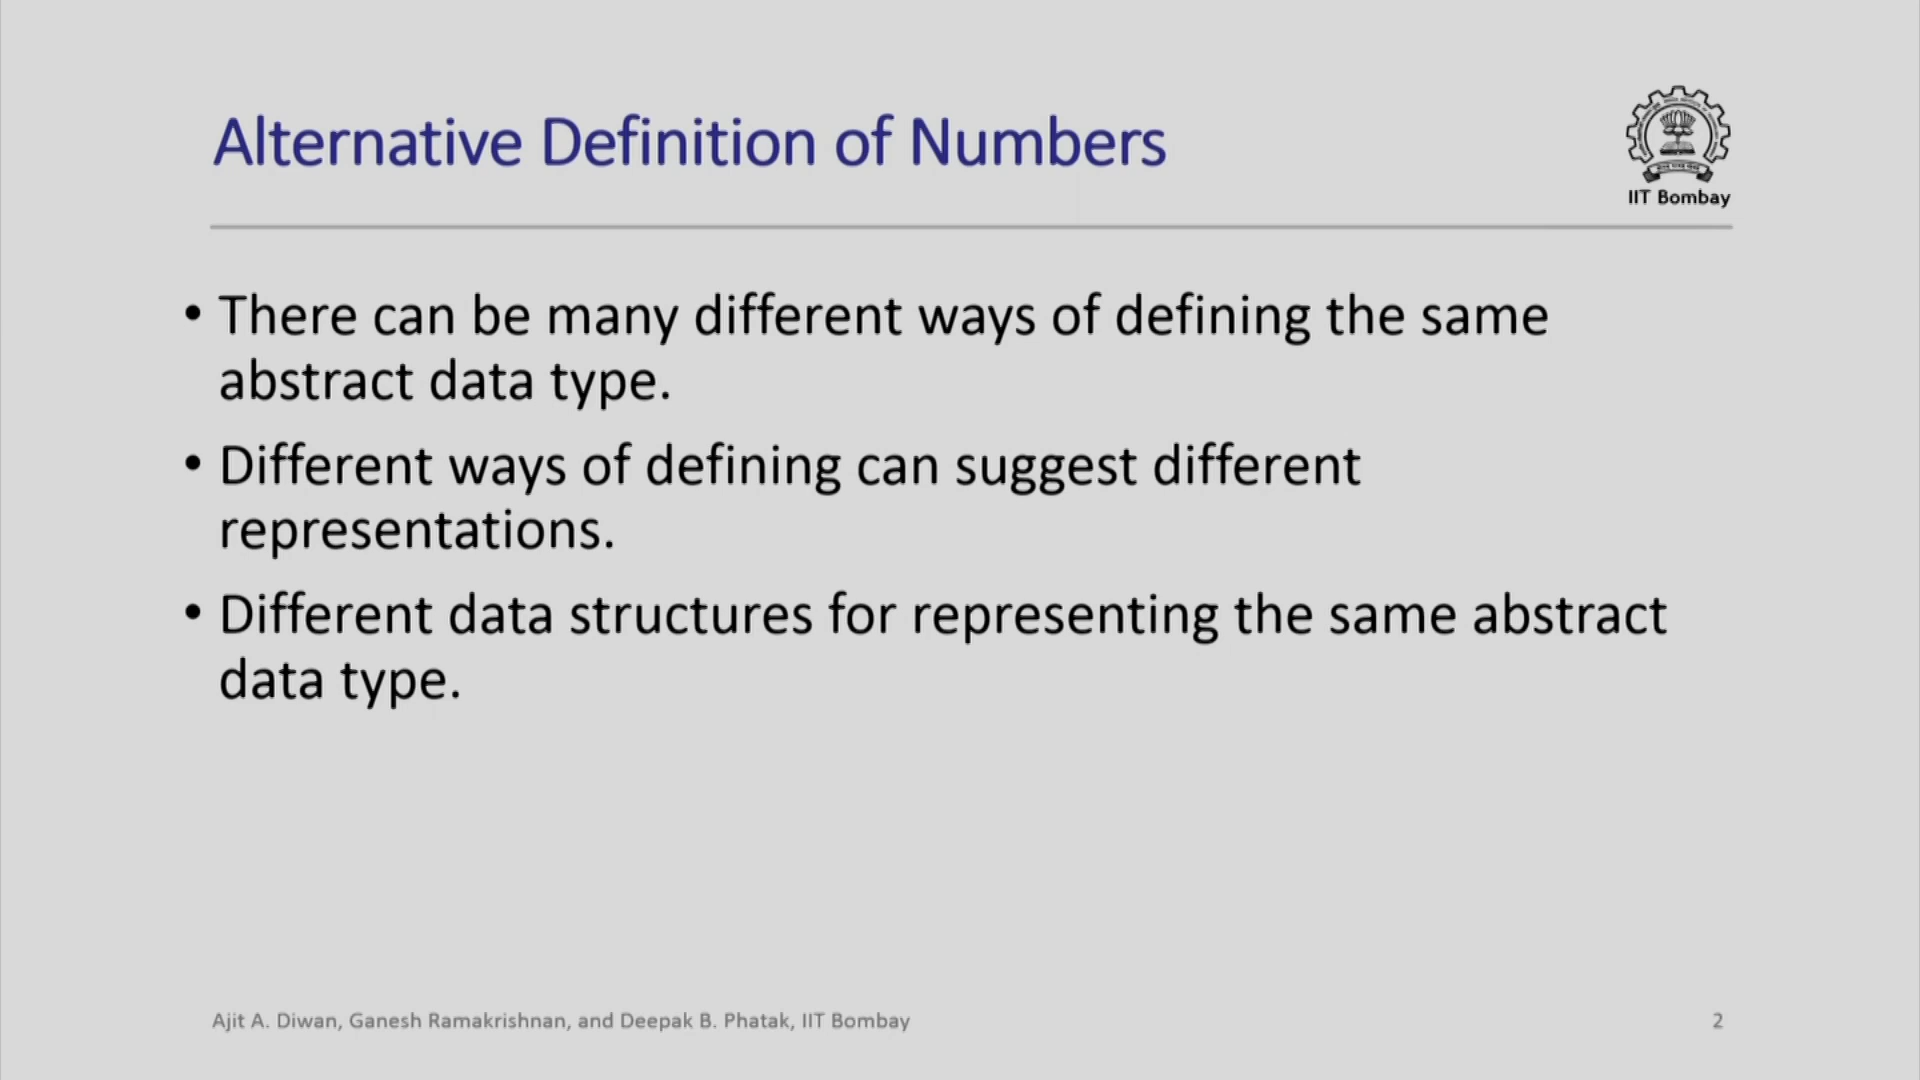 Alternative Definition of Numbers
IIT Bombay
• There can be many different ways of defining the same
abstract data type.
• Different ways of defining can suggest different
representations.
• Different data structures for representing the same abstract
data type.
Ajit A. Diwan, Ganesh Ramakrishnan, and Deepak B. Phatak, IIT Bombay
2